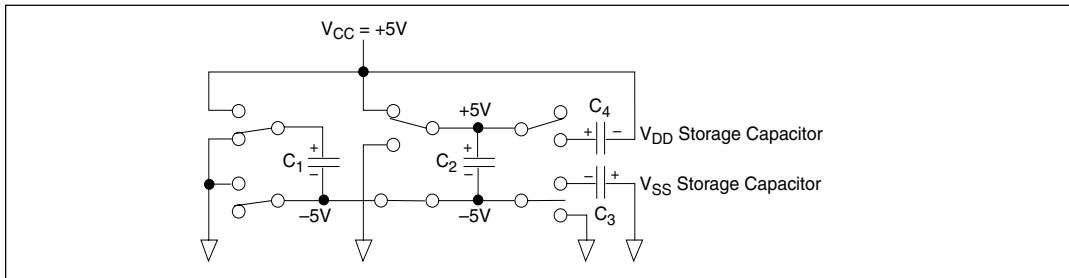 VCC = +5V
+5V
C4
+ − VDD Storage Capacitor
+
C1
−
+
C2
−
− + VSS Storage Capacitor
C3
−5V
−5V